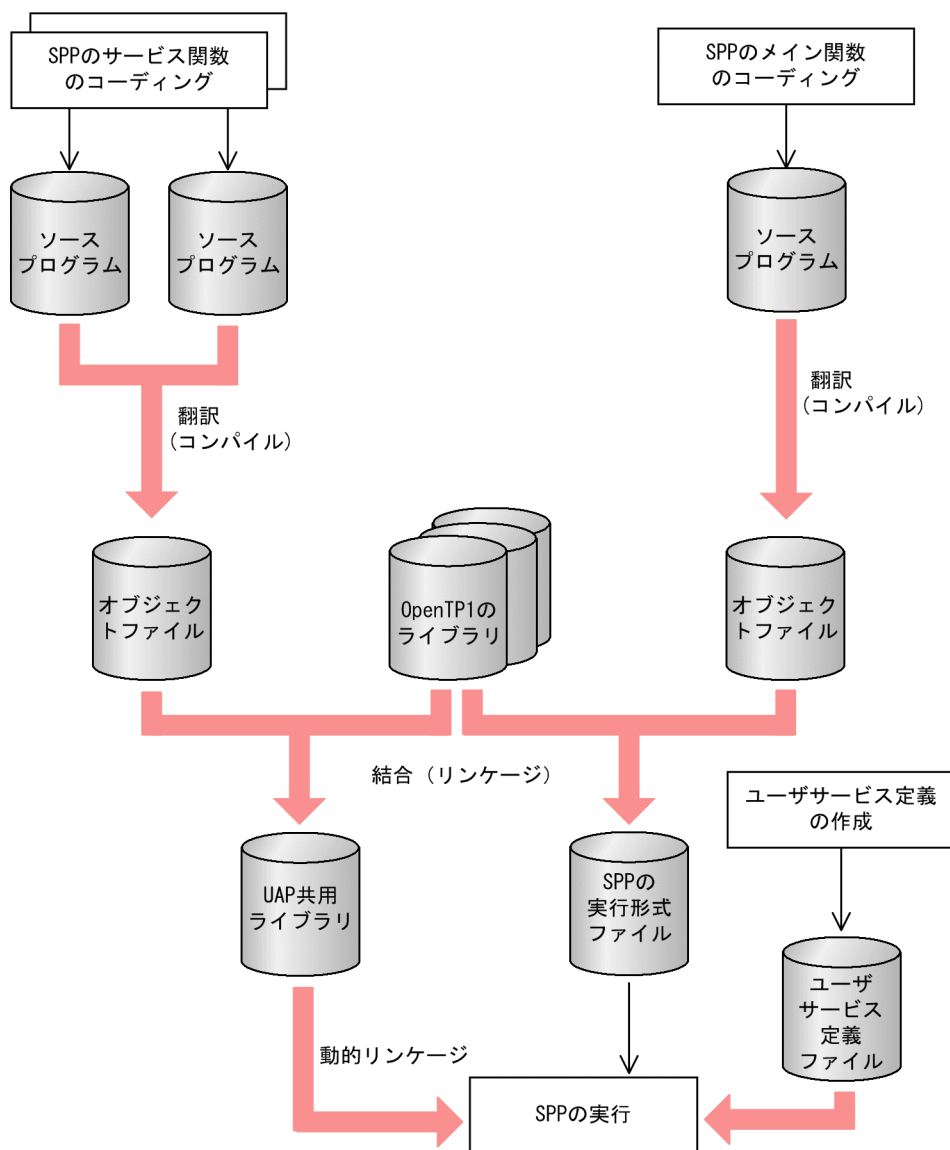 SPPのサービス関数
のコーディング
SPPのメイン関数
のコーディング
ソース
プログラム
ソース
プログラム
ソース
プログラム
翻訳
(コンパイル)
翻訳
(コンパイル)
オブジェク
トファイル
OpenTP1の
ライブラリ
オブジェク
トファイル
結合（リンケージ）
ユーザサービス定義
の作成
UAP共用
ライブラリ
SPPの
実行形式
ファイル
ユーザ
サービス
定義
ファイル
動的リンケージ
SPPの実行